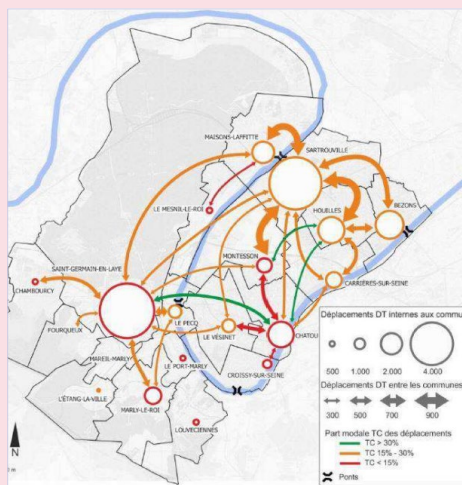 MAISONS-LAFFITTE
SARTROUVILLE
LE MESNIL-LE-ROI
HOUILLES
BEZONS
MONTESSON
SAINT-GERMAIN-EN-LAYE
CHAMBOURCY
CARRIÈRES-SUR-SEINE
FOURQUEUX
LE PECQ
LE VÉSINET
CHATOU
MAREIL-MARLY
LE PORT-MARLY
CROISSY-SUR-SEINE
L'ÉTANG-LA-VILLE
MARLY-LE-ROI
LOUVECIENNES
N
Déplacements DT internes aux commu
500 1.000 2.000 4.000
Déplacements DT entre les communes
300 500 700 900
Part modale TC des déplacements
TC > 30%
TC 15% - 30%
TC < 15%
Ponts